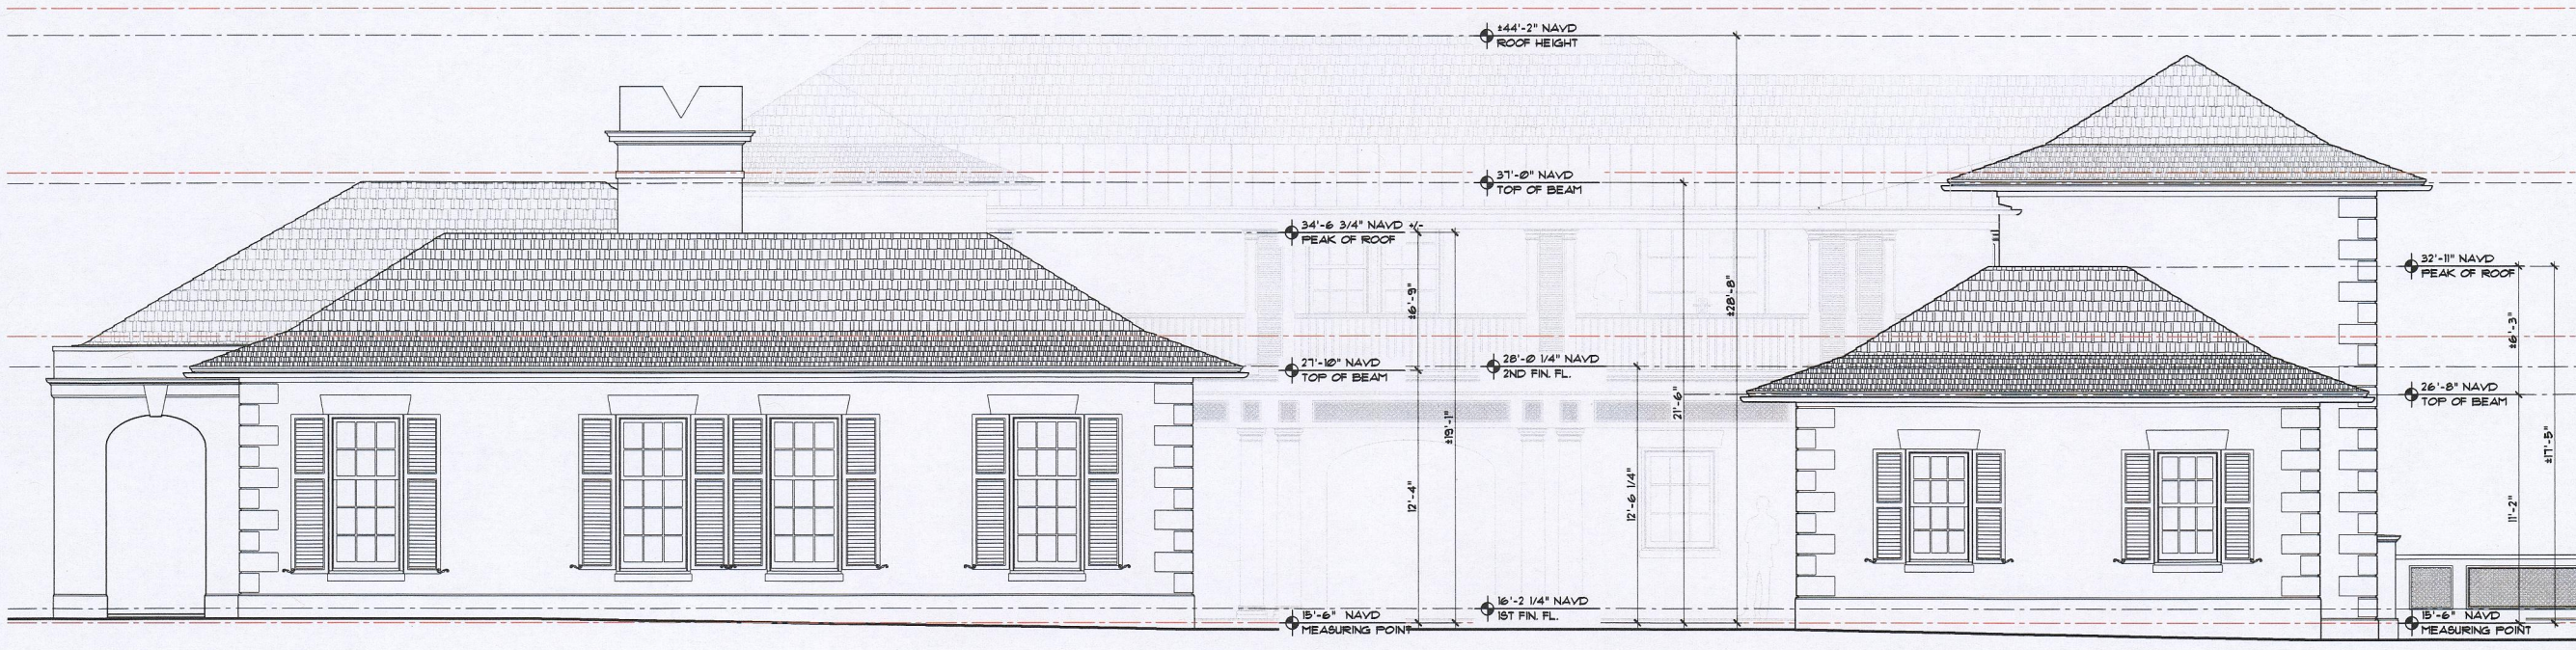 ±44'-2" NAVD
ROOF HEIGHT
37'-0" NAVD
TOP OF BEAM
34'-6 3/4" NAVD +/-
PEAK OF ROOF
32'-11" NAVD
PEAK OF ROOF
27'-10" NAVD
TOP OF BEAM
28'-0 1/4" NAVD
2ND FIN. FL.
26'-8" NAVD
TOP OF BEAM
±6'-9"
±19'-1"
12'-4"
12'-6 1/4"
21'-6"
±28'-8"
±6'-3"
±17'-5"
11'-2"
16'-2 1/4" NAVD
1ST FIN. FL.
15'-6" NAVD
MEASURING POINT
15'-6" NAVD
MEASURING POINT